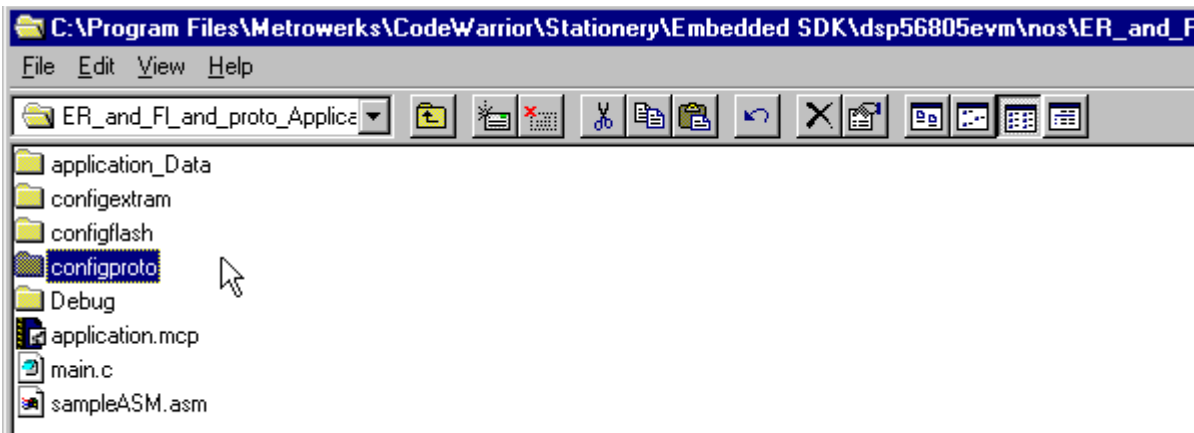 C:\Program Files\Metrowerks\CodeWarrior\Stationery\Embedded SDK\dsp56805evm\nos\ER_and_F
File Edit View Help
ER_and_FI_and_proto_Applica
application_Data
configextram
configflash
configproto
Debug
application.mcp
main.c
sampleASM.asm